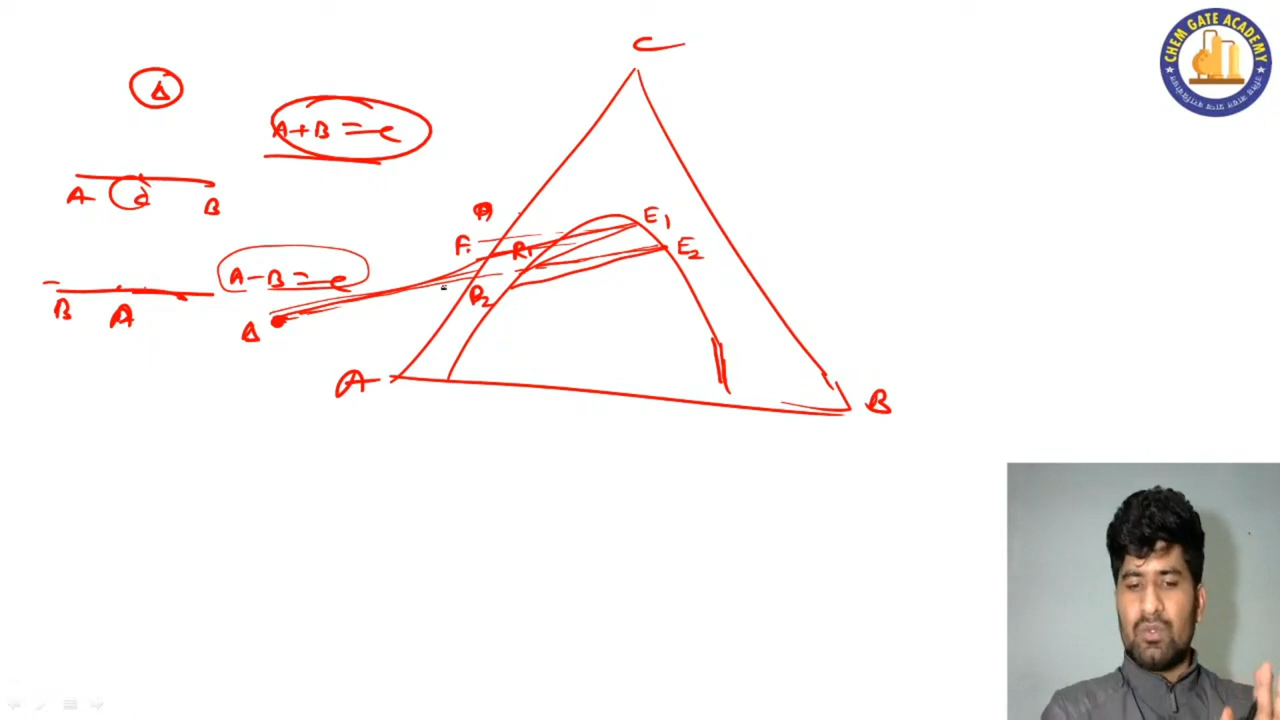 Δ
A+B=C
A C B
A-B=C
B A
Δ
C
F
R1
R2
E1
E2
A
B
CHEM GATE ACADEMY